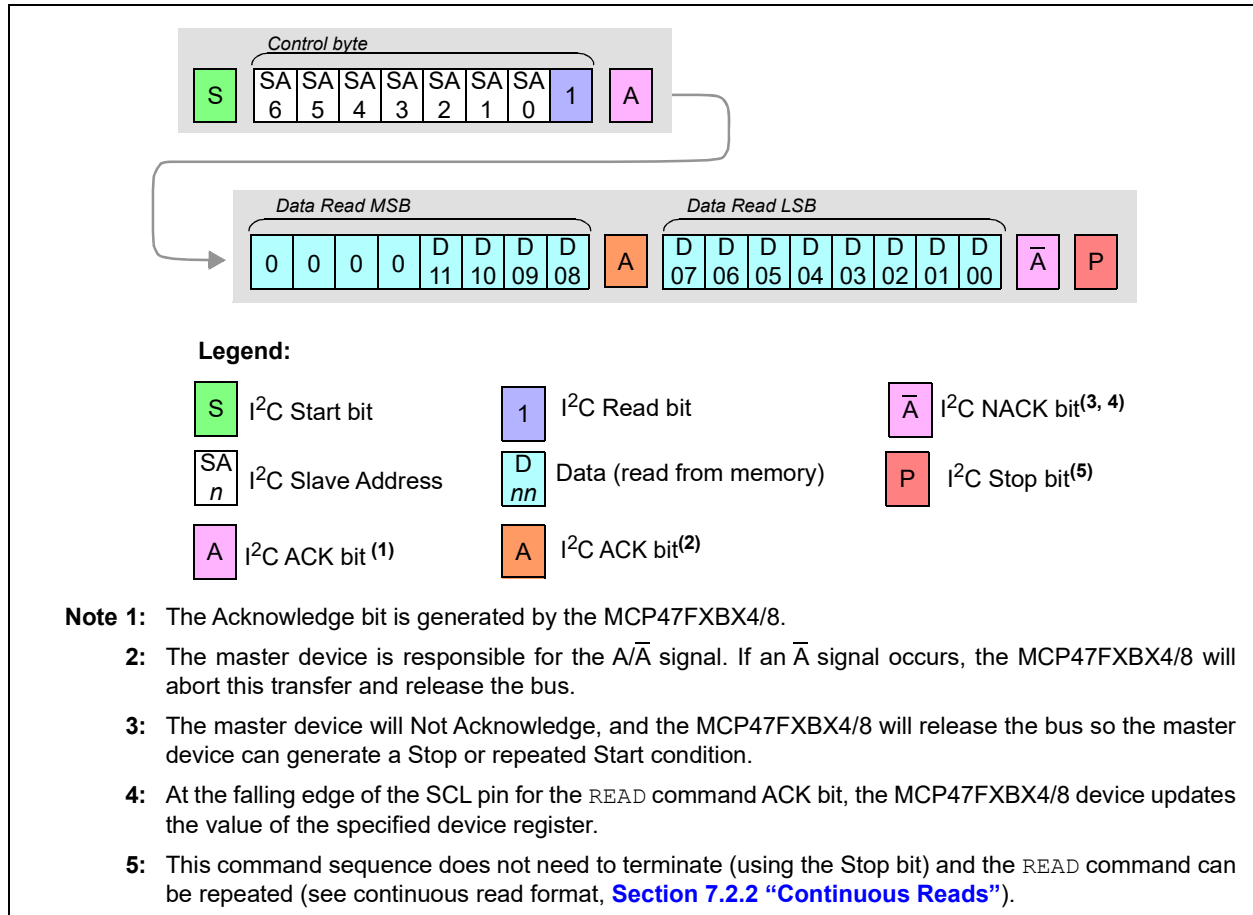 Control byte
S SA SA SA SA SA SA SA 1 A
6 5 4 3 2 1 0
Data Read MSB Data Read LSB
0 0 0 0 D D D D A D D D D D D D D A̅ P
11 10 09 08 07 06 05 04 03 02 01 00
Legend:
S I²C Start bit 1 I²C Read bit A̅ I²C NACK bit(3, 4)
SA n I²C Slave Address D nn Data (read from memory) P I²C Stop bit(5)
A I²C ACK bit (1) A I²C ACK bit(2)
Note 1: The Acknowledge bit is generated by the MCP47FXBX4/8.
2: The master device is responsible for the A/A̅ signal. If an A̅ signal occurs, the MCP47FXBX4/8 will
abort this transfer and release the bus.
3: The master device will Not Acknowledge, and the MCP47FXBX4/8 will release the bus so the master
device can generate a Stop or repeated Start condition.
4: At the falling edge of the SCL pin for the READ command ACK bit, the MCP47FXBX4/8 device updates
the value of the specified device register.
5: This command sequence does not need to terminate (using the Stop bit) and the READ command can
be repeated (see continuous read format, Section 7.2.2 “Continuous Reads”).